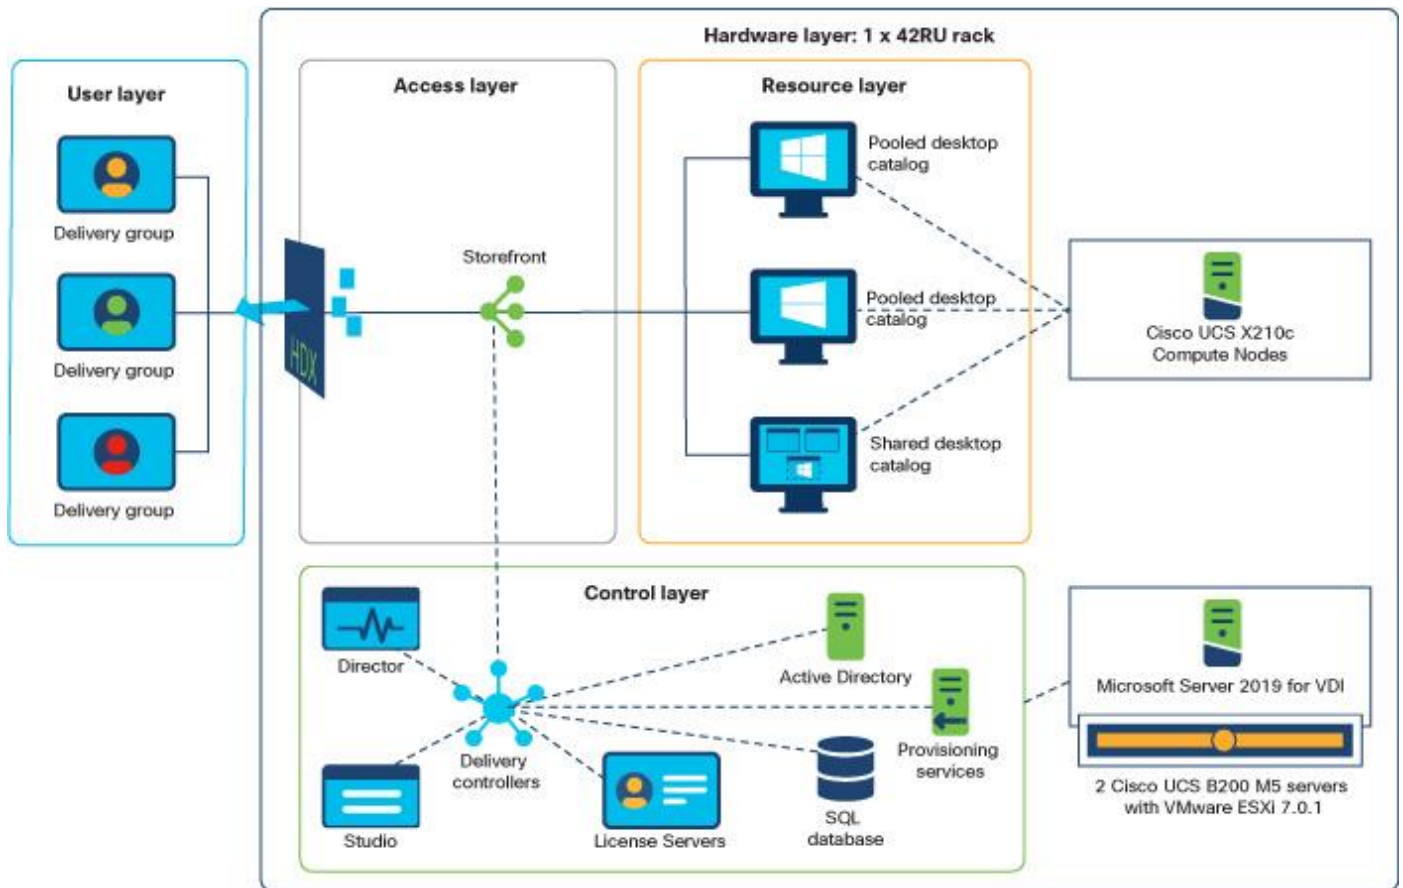 Hardware layer: 1 x 42RU rack
User layer
Delivery group
Delivery group
Delivery group
HDX
Access layer
Storefront
Resource layer
Pooled desktop
catalog
Pooled desktop
catalog
Shared desktop
catalog
Cisco UCS X210c
Compute Nodes
Control layer
Director
Studio
Delivery
controllers
License Servers
Active Directory
Provisioning
services
SQL
database
Microsoft Server 2019 for VDI
2 Cisco UCS B200 M5 servers
with VMware ESXi 7.0.1